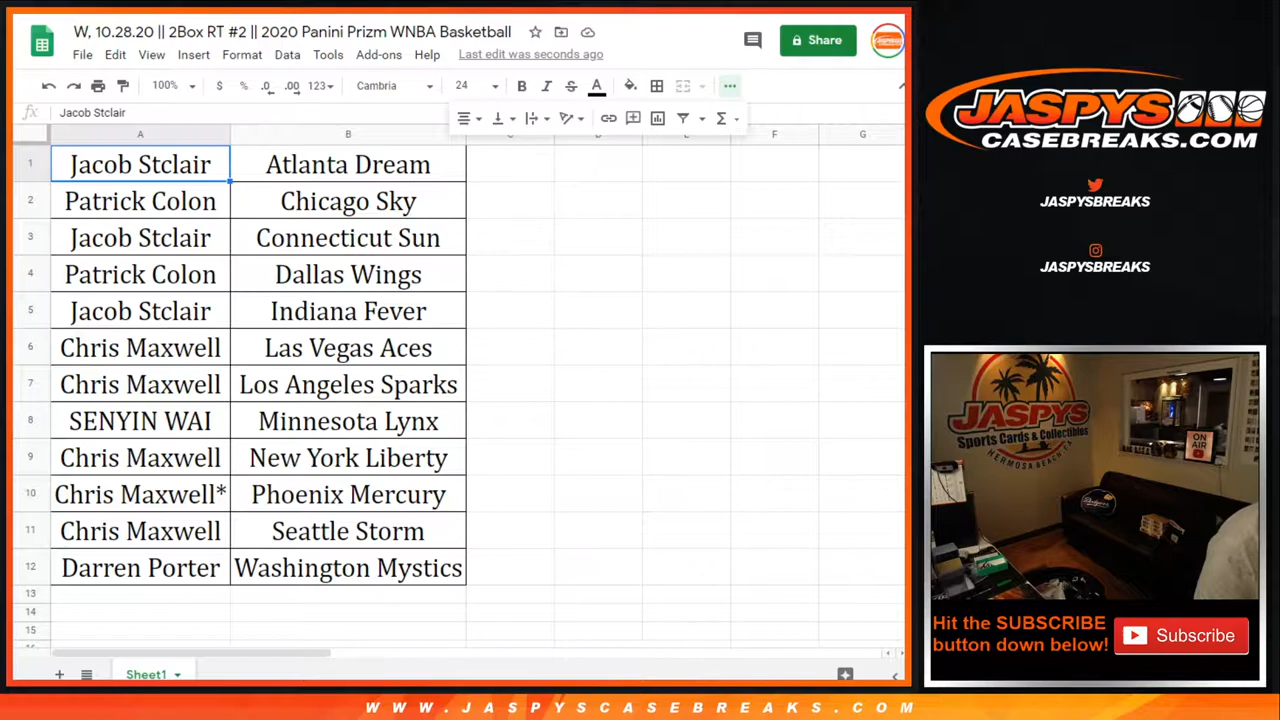 W, 10.28.20 || 2Box RT #2 || 2020 Panini Prizm WNBA Basketball
File Edit View Insert Format Data Tools Add-ons Help Last edit was seconds ago
Share
100% $ % .0 .00 123 Cambria 24 B I S A
fx Jacob Stclair
A B F G
1 Jacob Stclair Atlanta Dream
2 Patrick Colon Chicago Sky
3 Jacob Stclair Connecticut Sun
4 Patrick Colon Dallas Wings
5 Jacob Stclair Indiana Fever
6 Chris Maxwell Las Vegas Aces
7 Chris Maxwell Los Angeles Sparks
8 SENYIN WAI Minnesota Lynx
9 Chris Maxwell New York Liberty
10 Chris Maxwell* Phoenix Mercury
11 Chris Maxwell Seattle Storm
12 Darren Porter Washington Mystics
13
14
15
Sheet1
JASPYS
CASEBREAKS.COM
JASPYSBREAKS
JASPYSBREAKS
JASPYS
Sports Cards & Collectibles
HERMOSA BEACH, CA
ON
AIR
Dodgers
Hit the SUBSCRIBE
button down below!
Subscribe
WWW.JASPYSCASEBREAKS.COM